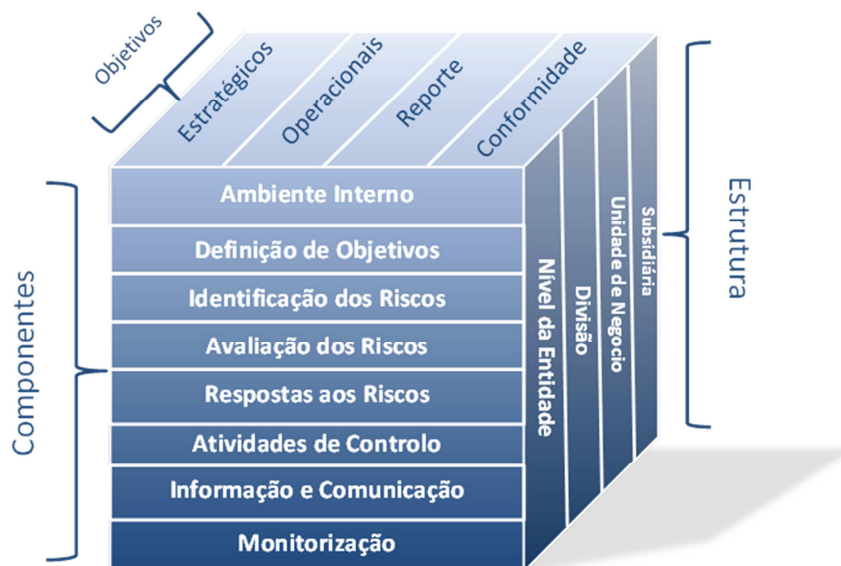 Objetivos
Estratégicos
Operacionais
Reporte
Conformidade
Componentes
Ambiente Interno
Definição de Objetivos
Identificação dos Riscos
Avaliação dos Riscos
Respostas aos Riscos
Atividades de Controlo
Informação e Comunicação
Monitorização
Nível da Entidade
Divisão
Unidade de Negocio
Subsidiária
Estrutura